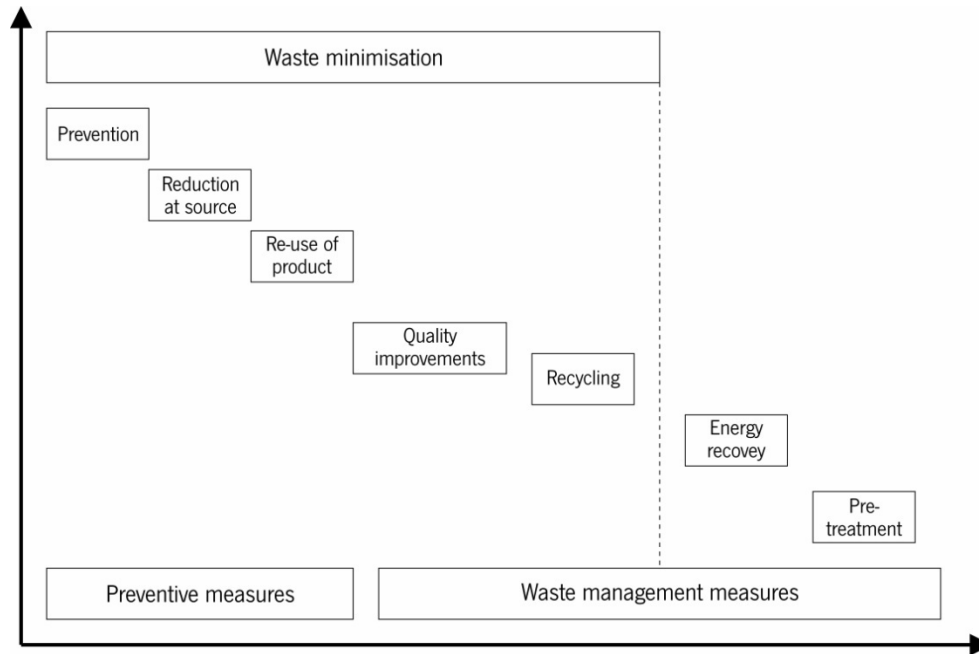 Waste minimisation
Prevention
Reduction
at source
Re-use of
product
Quality
improvements
Recycling
Energy
recovey
Pre-
treatment
Preventive measures
Waste management measures